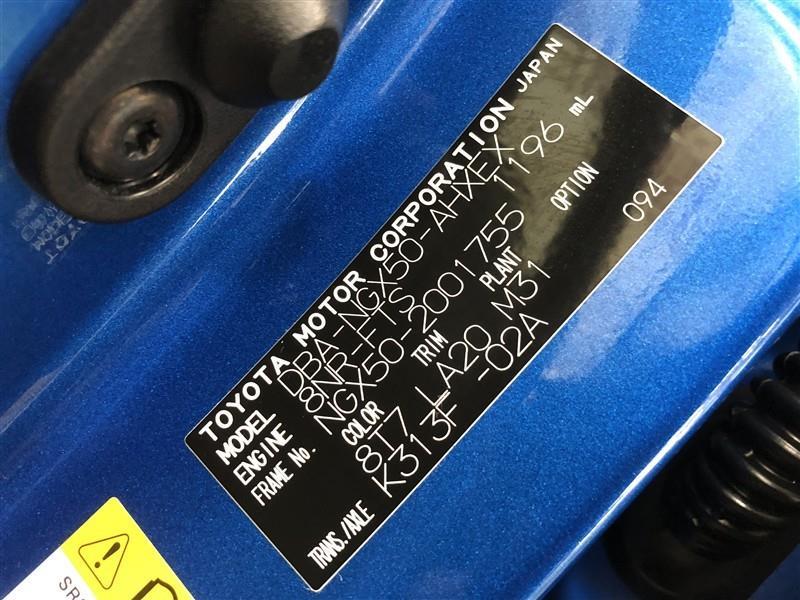 TOYOTA MOTOR CORPORATION JAPAN
MODEL DBA-NGX50-AHXEX
ENGINE 8NR-FTS 1196 mL
FRAME No. NGX50-2001755
COLOR TRIM PLANT OPTION
8T7 LA20 M31 094
TRANS./AXLE K313F -02A
SRS